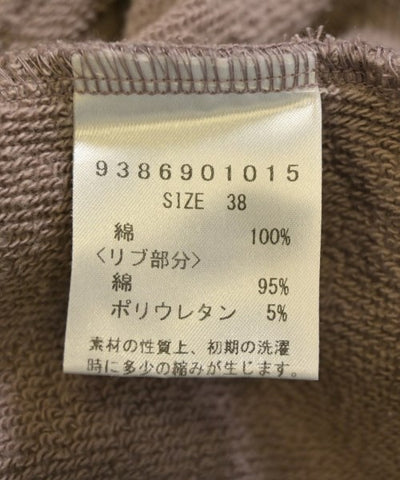 9386901015
SIZE 38
綿 100%
〈リブ部分〉
綿 95%
ポリウレタン 5%
素材の性質上、初期の洗濯
時に多少の縮みが生じます。